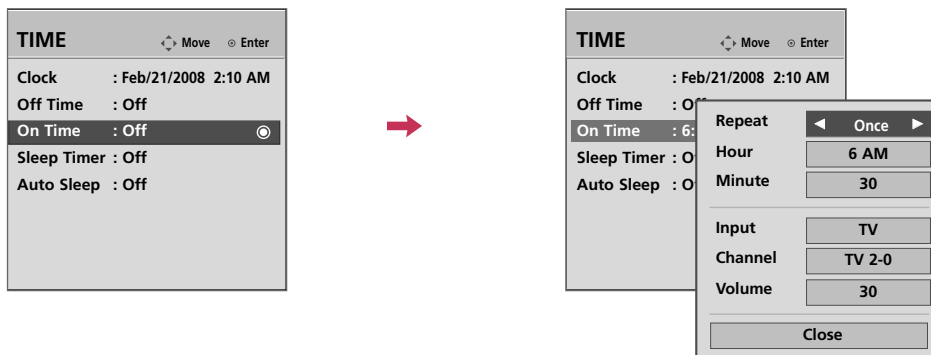 TIME Move Enter
Clock : Feb/21/2008 2:10 AM
Off Time : Off
On Time : Off
Sleep Timer : Off
Auto Sleep : Off
TIME Move Enter
Clock : Feb/21/2008 2:10 AM
Off Time : O
On Time : 6:
Sleep Timer : O
Auto Sleep : O
Repeat Once
Hour 6 AM
Minute 30
Input TV
Channel TV 2-0
Volume 30
Close